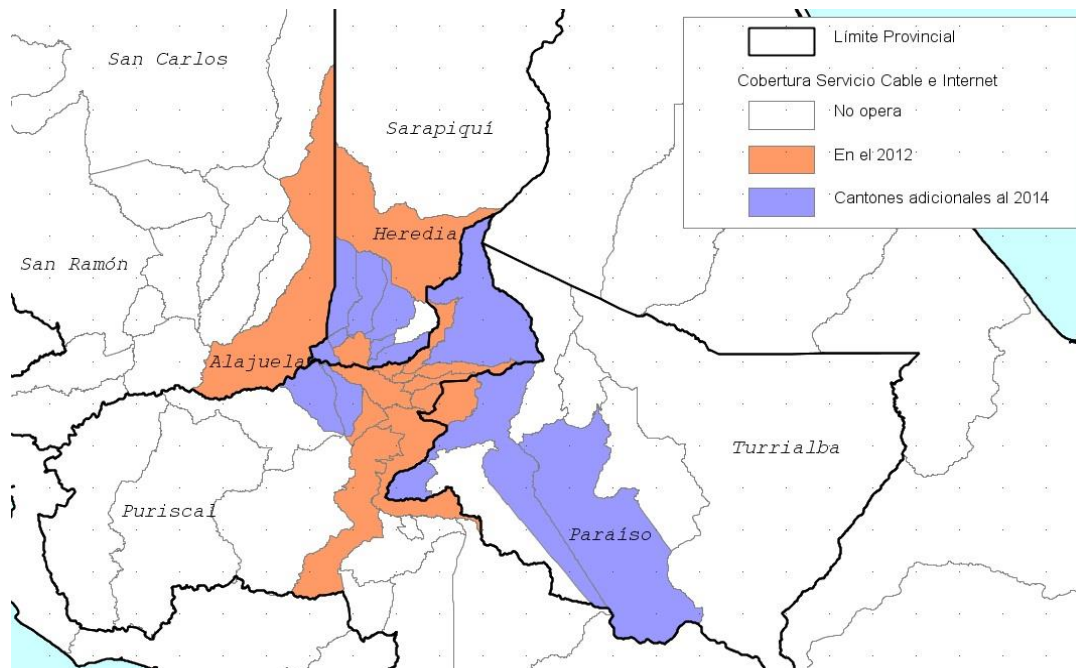 Límite Provincial
Cobertura Servicio Cable e Internet
No opera
En el 2012
Cantones adicionales al 2014
San Carlos
Sarapiquí
Heredia
San Ramón
Alajuela
Turrialba
Puriscal
Paraíso